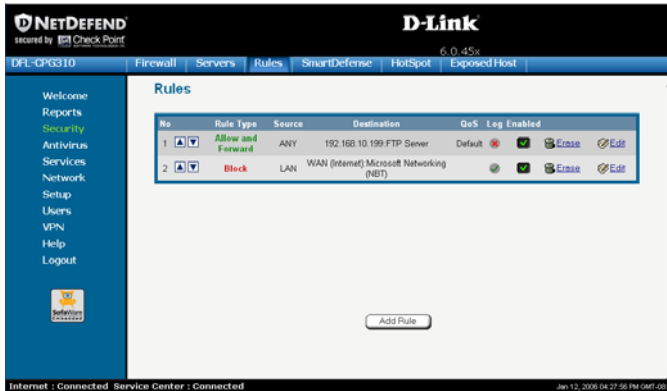 NETDEFEND
secured by Check Point
D-Link
6.0.45x
DFL-CPG310 Firewall Servers Rules SmartDefense HotSpot Exposed Host
Welcome
Reports
Security
Antivirus
Services
Network
Setup
Users
VPN
Help
Logout
SofaWare
Rules
No Rule Type Source Destination QoS Log Enabled
1 Allow and Forward ANY 192.168.10.199:FTP Server Default Erase Edit
2 Block LAN WAN (Internet):Microsoft Networking (NBT) Erase Edit
Add Rule
Internet : Connected Service Center : Connected
Jan 12, 2006 04:27:56 PM GMT-08